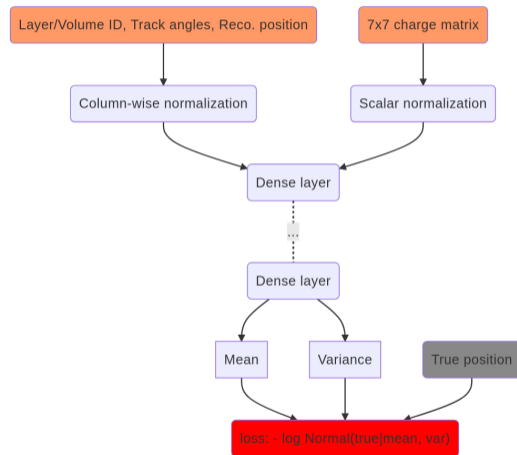 Layer/Volume ID, Track angles, Reco. position
7x7 charge matrix
Column-wise normalization
Scalar normalization
Dense layer
...
Dense layer
Mean
Variance
True position
loss: - log Normal(true|mean, var)